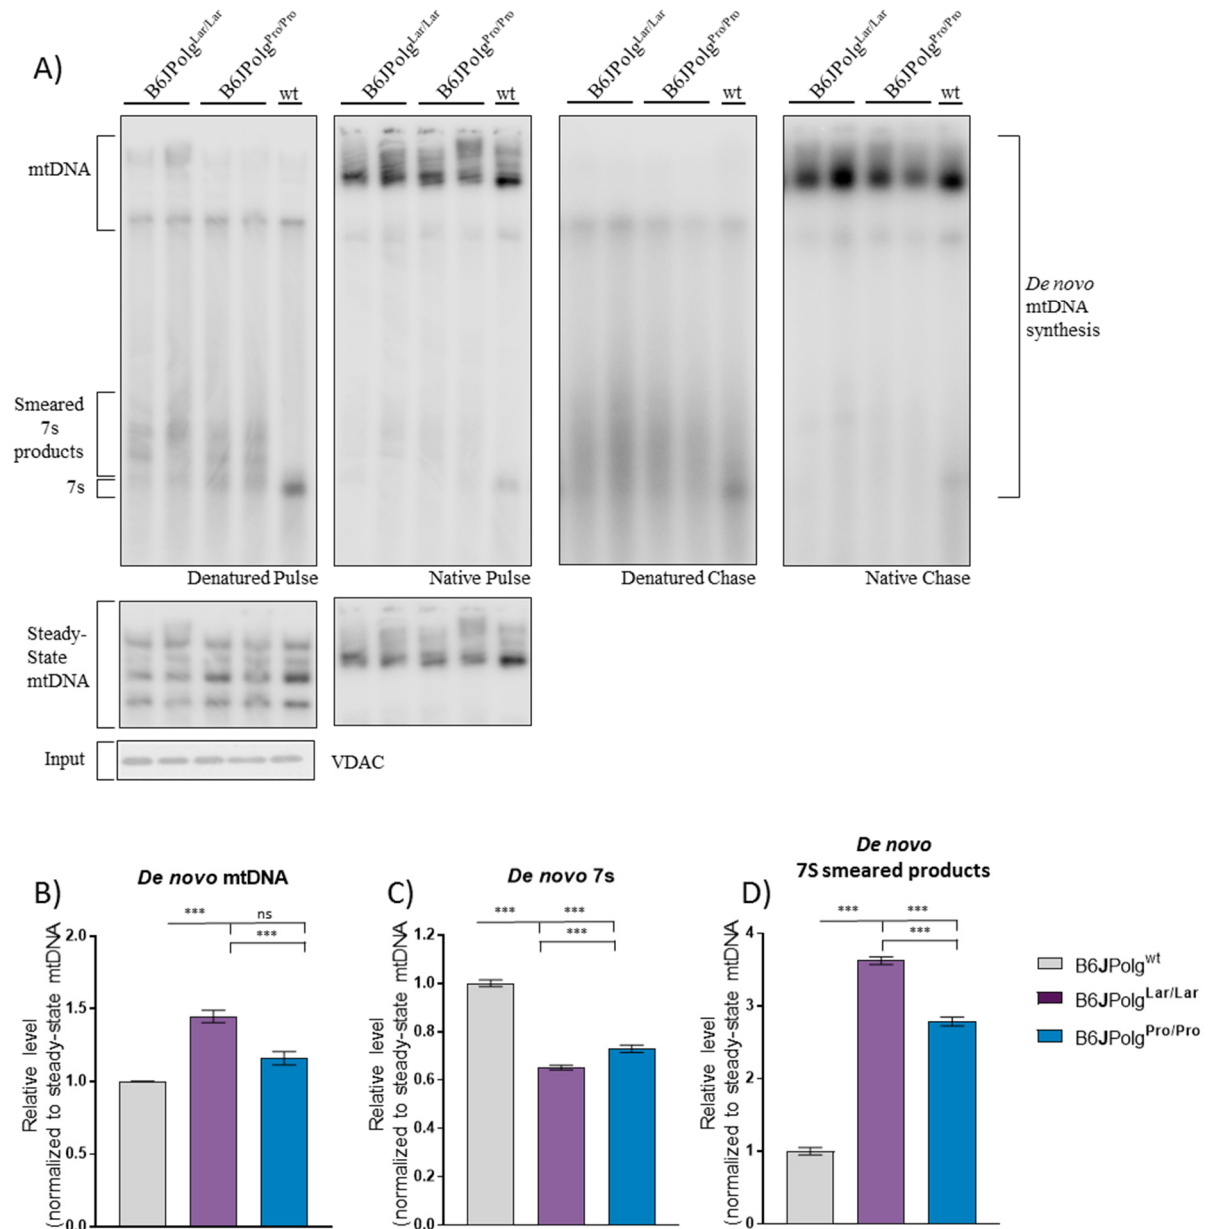 A)
B6JPolgLar/Lar
B6JPolgPro/Pro
wt
B6JPolgLar/Lar
B6JPolgPro/Pro
wt
B6JPolgLar/Lar
B6JPolgPro/Pro
wt
B6JPolgLar/Lar
B6JPolgPro/Pro
wt
mtDNA
Smeared
7s
products
7s
De novo
mtDNA
synthesis
Denatured Pulse
Native Pulse
Denatured Chase
Native Chase
Steady-
State
mtDNA
Input
VDAC
B)
De novo mtDNA
Relative level
(normalized to steady-state mtDNA
2.0
1.5
1.0
0.5
0.0
***
ns
***
C)
De novo 7s
Relative level
(normalized to steady-state mtDNA
1.2
1.0
0.8
0.6
0.4
0.2
0.0
***
***
***
D)
De novo
7S smeared products
Relative level
(normalized to steady-state mtDNA
4
3
2
1
0
***
***
***
B6JPolgwt
B6JPolgLar/Lar
B6JPolgPro/Pro